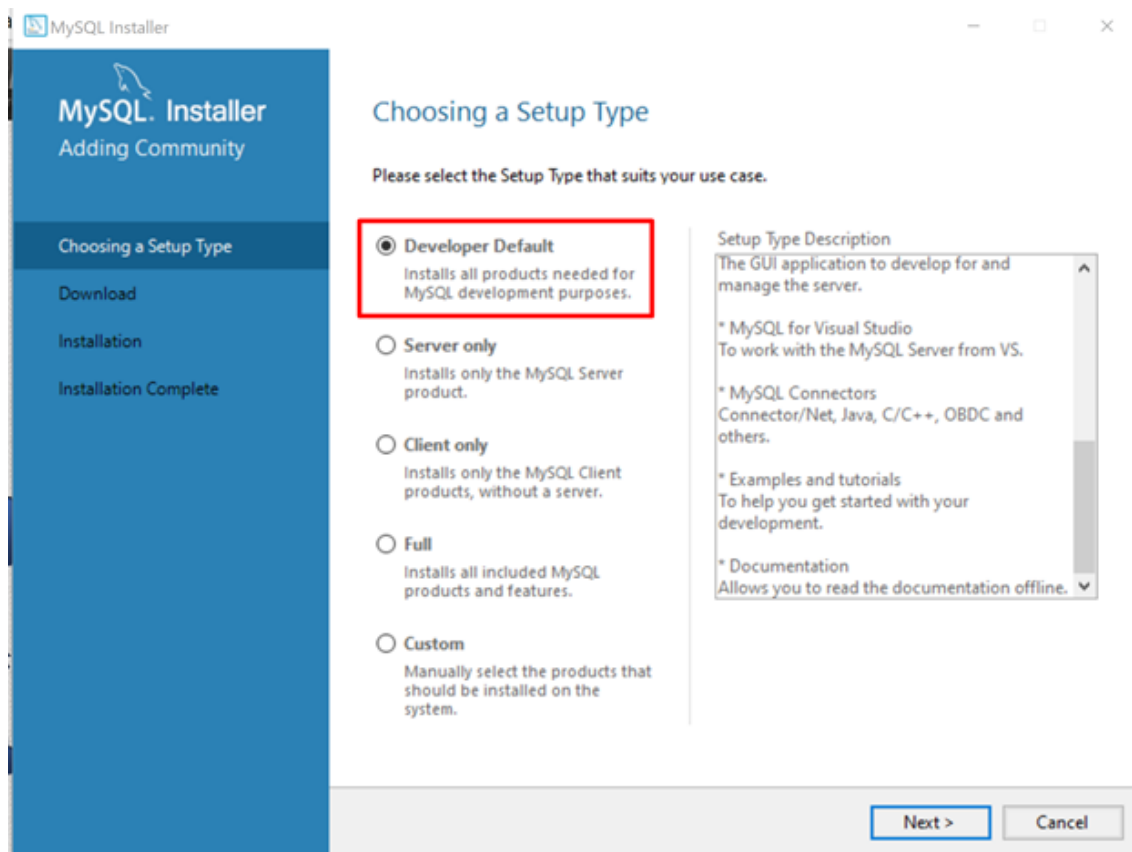 MySQL Installer
MySQL. Installer
Adding Community
Choosing a Setup Type
Download
Installation
Installation Complete
Choosing a Setup Type
Please select the Setup Type that suits your use case.
Developer Default
Installs all products needed for
MySQL development purposes.
Server only
Installs only the MySQL Server
product.
Client only
Installs only the MySQL Client
products, without a server.
Full
Installs all included MySQL
products and features.
Custom
Manually select the products that
should be installed on the
system.
Setup Type Description
The GUI application to develop for and
manage the server.
* MySQL for Visual Studio
To work with the MySQL Server from VS.
* MySQL Connectors
Connector/Net, Java, C/C++, OBDC and
others.
* Examples and tutorials
To help you get started with your
development.
* Documentation
Allows you to read the documentation offline.
Next >
Cancel